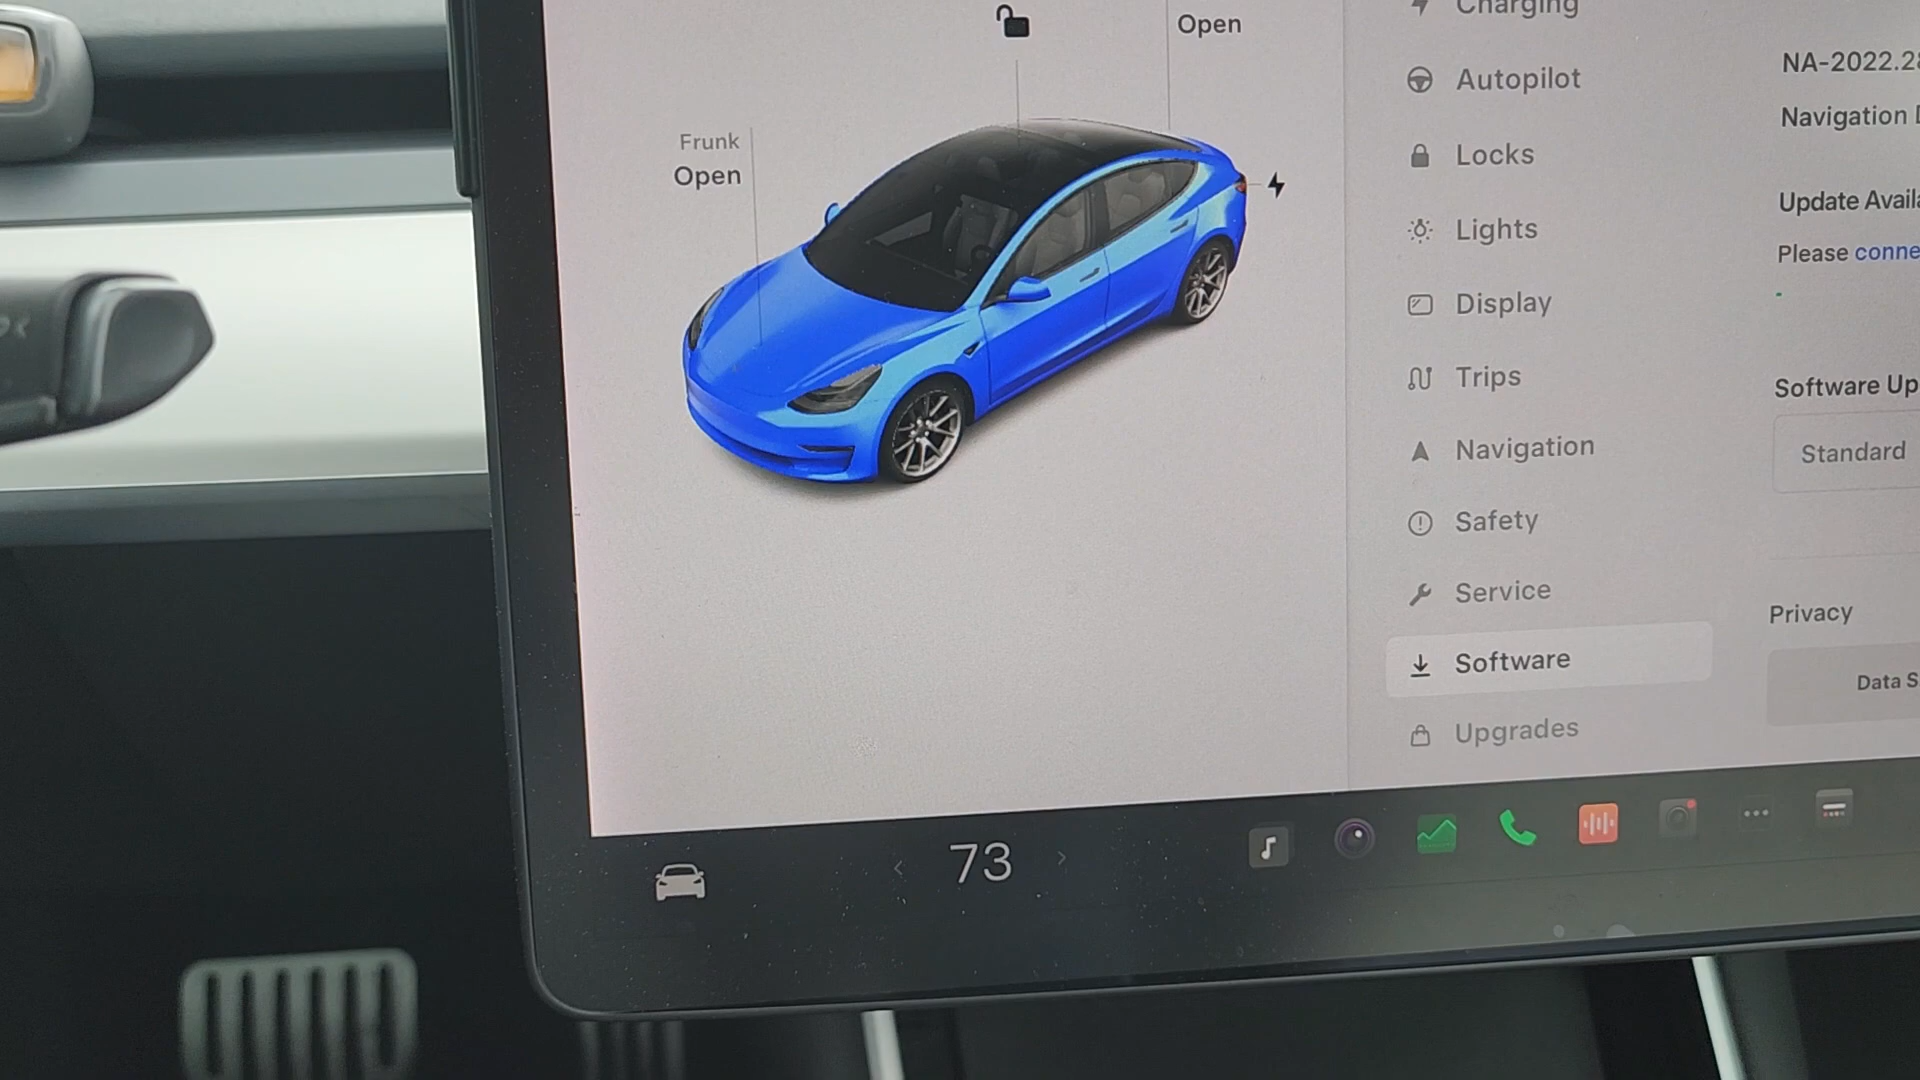 Open
Frunk
Open
Charging
Autopilot
Locks
Lights
Display
Trips
Navigation
Safety
Service
Software
Upgrades
NA-2022.2
Navigation
Update Avail
Please conne
Software Up
Standard
Privacy
Data S
73